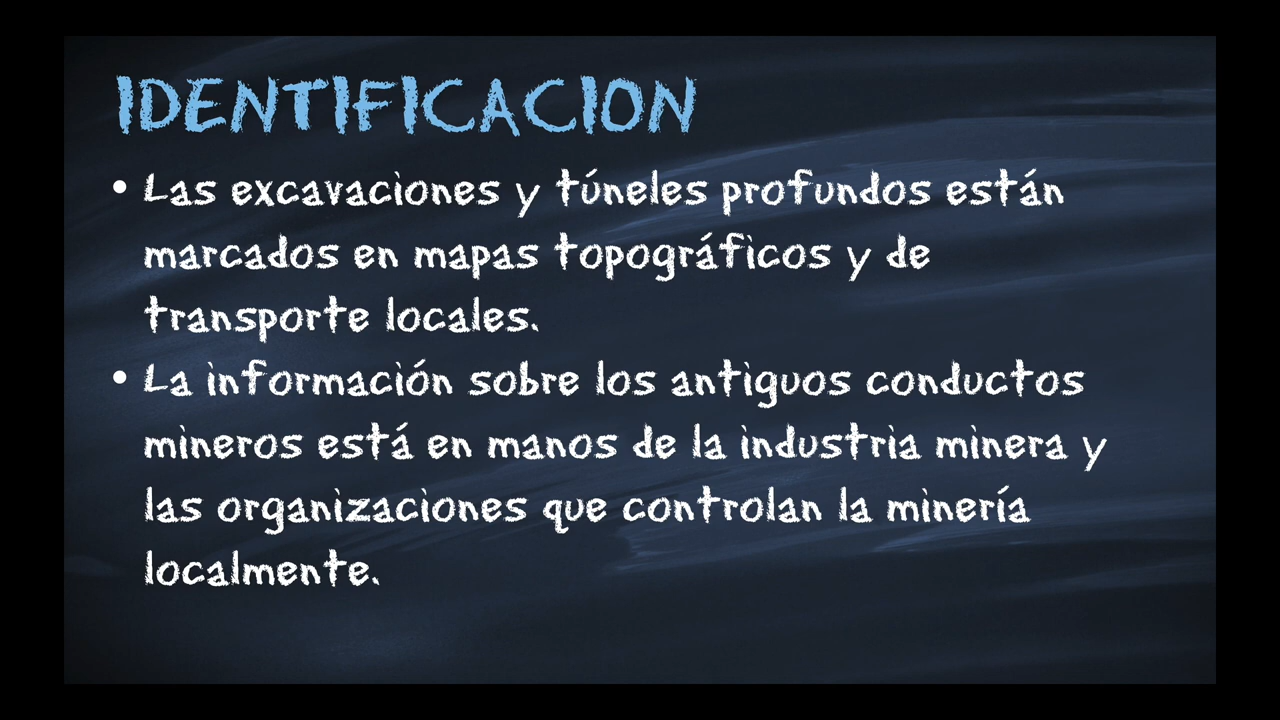 IDENTIFICACION
• Las excavaciones y túneles profundos están
marcados en mapas topográficos y de
transporte locales.
• La información sobre los antiguos conductos
mineros está en manos de la industria minera y
las organizaciones que controlan la minería
localmente.